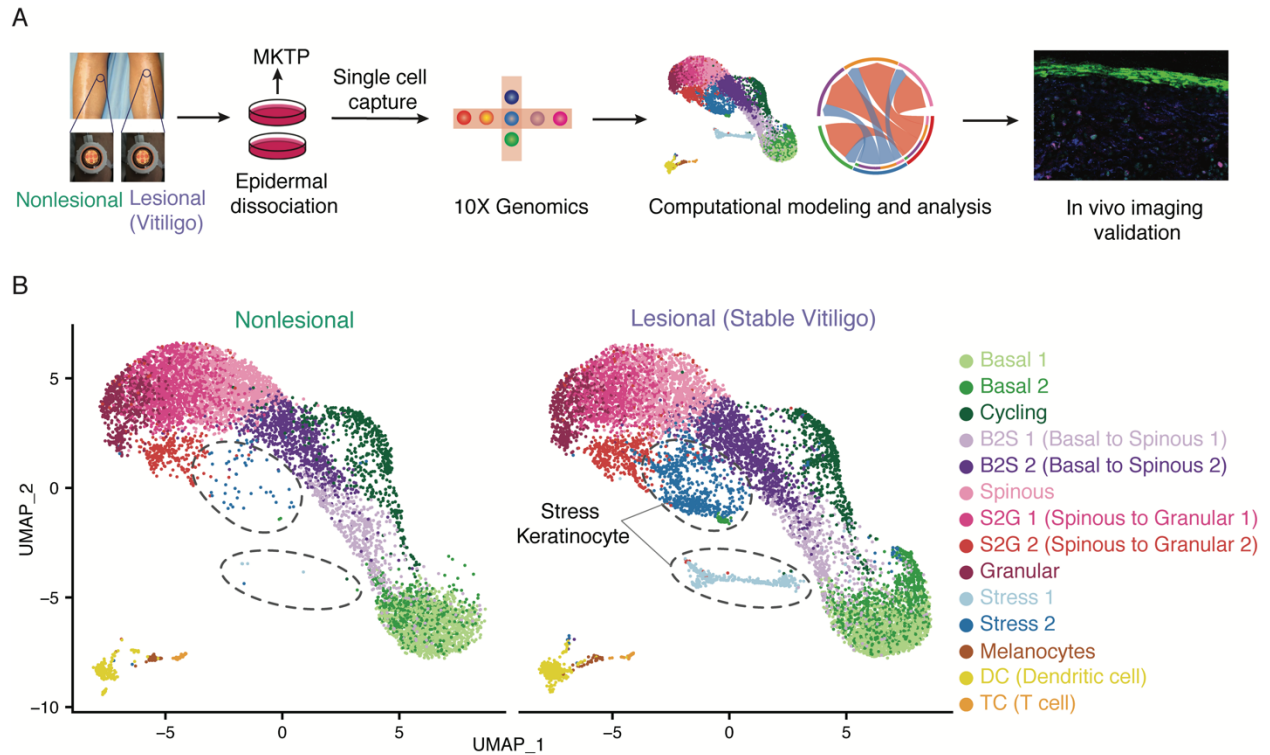 A
MKTP
Single cell
capture
Nonlesional
Lesional
(Vitiligo)
Epidermal
dissociation
10X Genomics
Computational modeling and analysis
In vivo imaging
validation
B
Nonlesional
Lesional (Stable Vitiligo)
UMAP_2
5
0
−5
−10
Stress
Keratinocyte
−5
0
5
−5
0
5
UMAP_1
Basal 1
Basal 2
Cycling
B2S 1 (Basal to Spinous 1)
B2S 2 (Basal to Spinous 2)
Spinous
S2G 1 (Spinous to Granular 1)
S2G 2 (Spinous to Granular 2)
Granular
Stress 1
Stress 2
Melanocytes
DC (Dendritic cell)
TC (T cell)